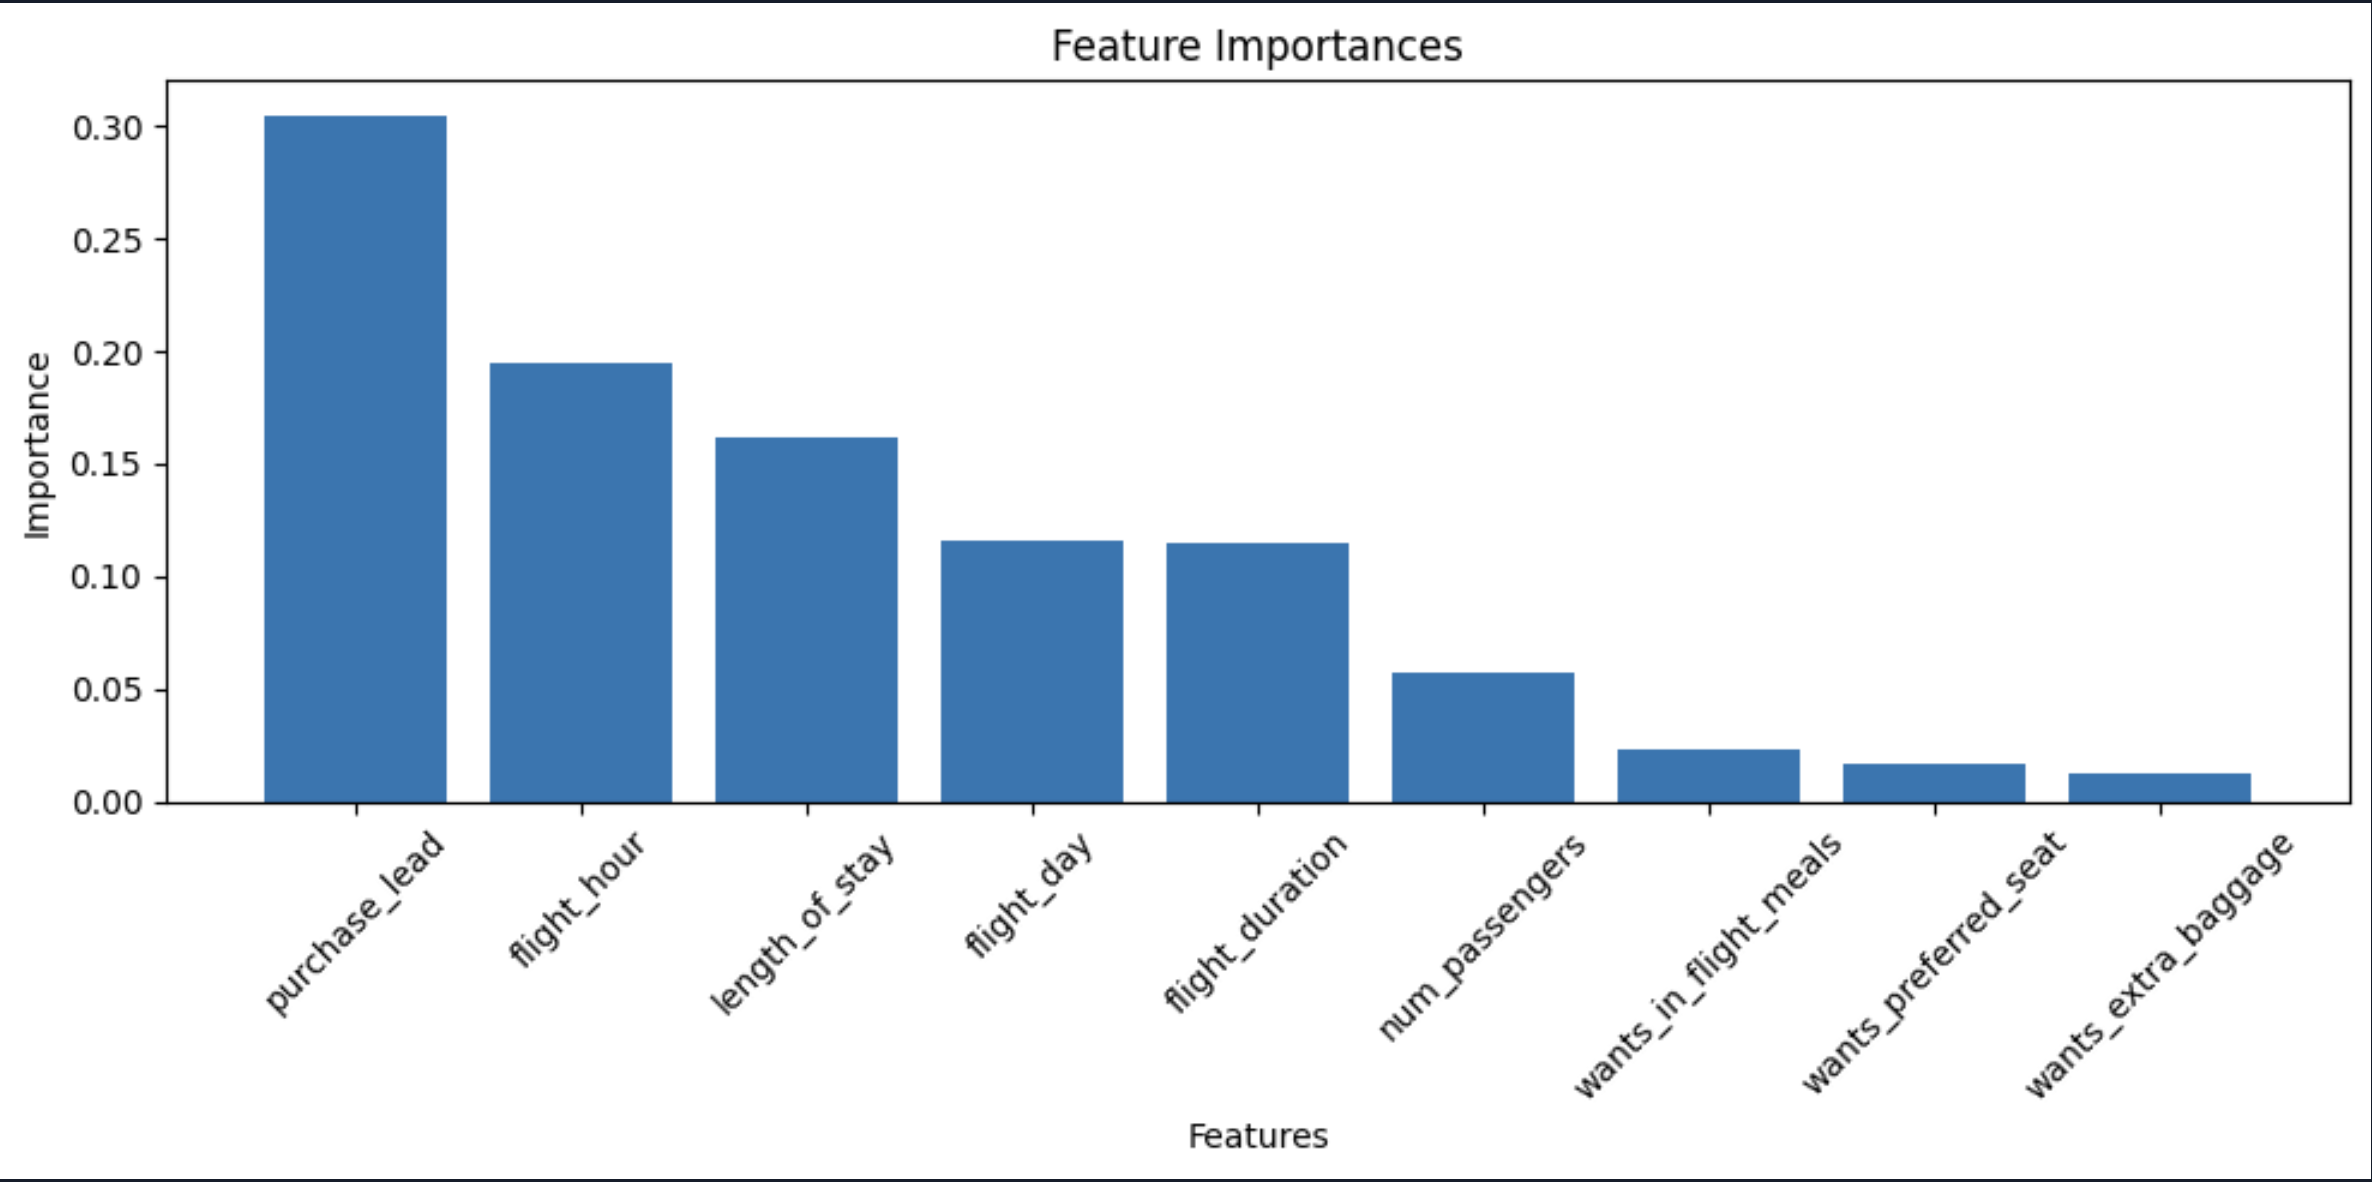 Feature Importances
Importance
0.30
0.25
0.20
0.15
0.10
0.05
0.00
purchase_lead
flight_hour
length_of_stay
flight_day
flight_duration
num_passengers
wants_in_flight_meals
wants_preferred_seat
wants_extra_baggage
Features